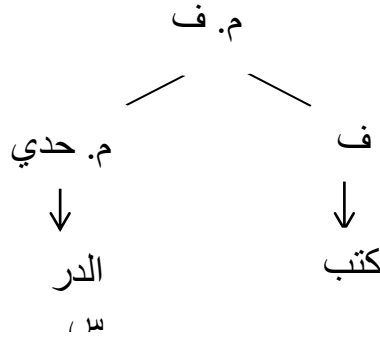 م. ف
ف م. حدي
كتب الدر
س